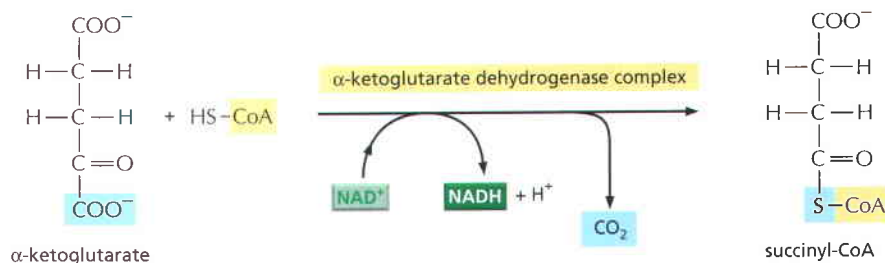 COO⁻
H—C—H
H—C—H
C=O
COO⁻
α-ketoglutarate
+ HS–CoA
α-ketoglutarate dehydrogenase complex
NAD⁺
NADH + H⁺
CO₂
COO⁻
H—C—H
H—C—H
C=O
S–CoA
succinyl-CoA